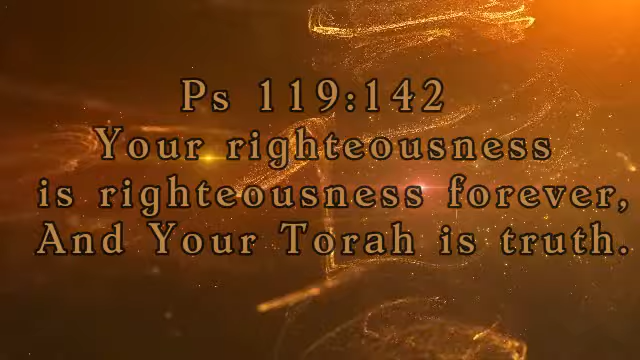 Ps 119:142
Your righteousness
is righteousness forever,
And Your Torah is truth.